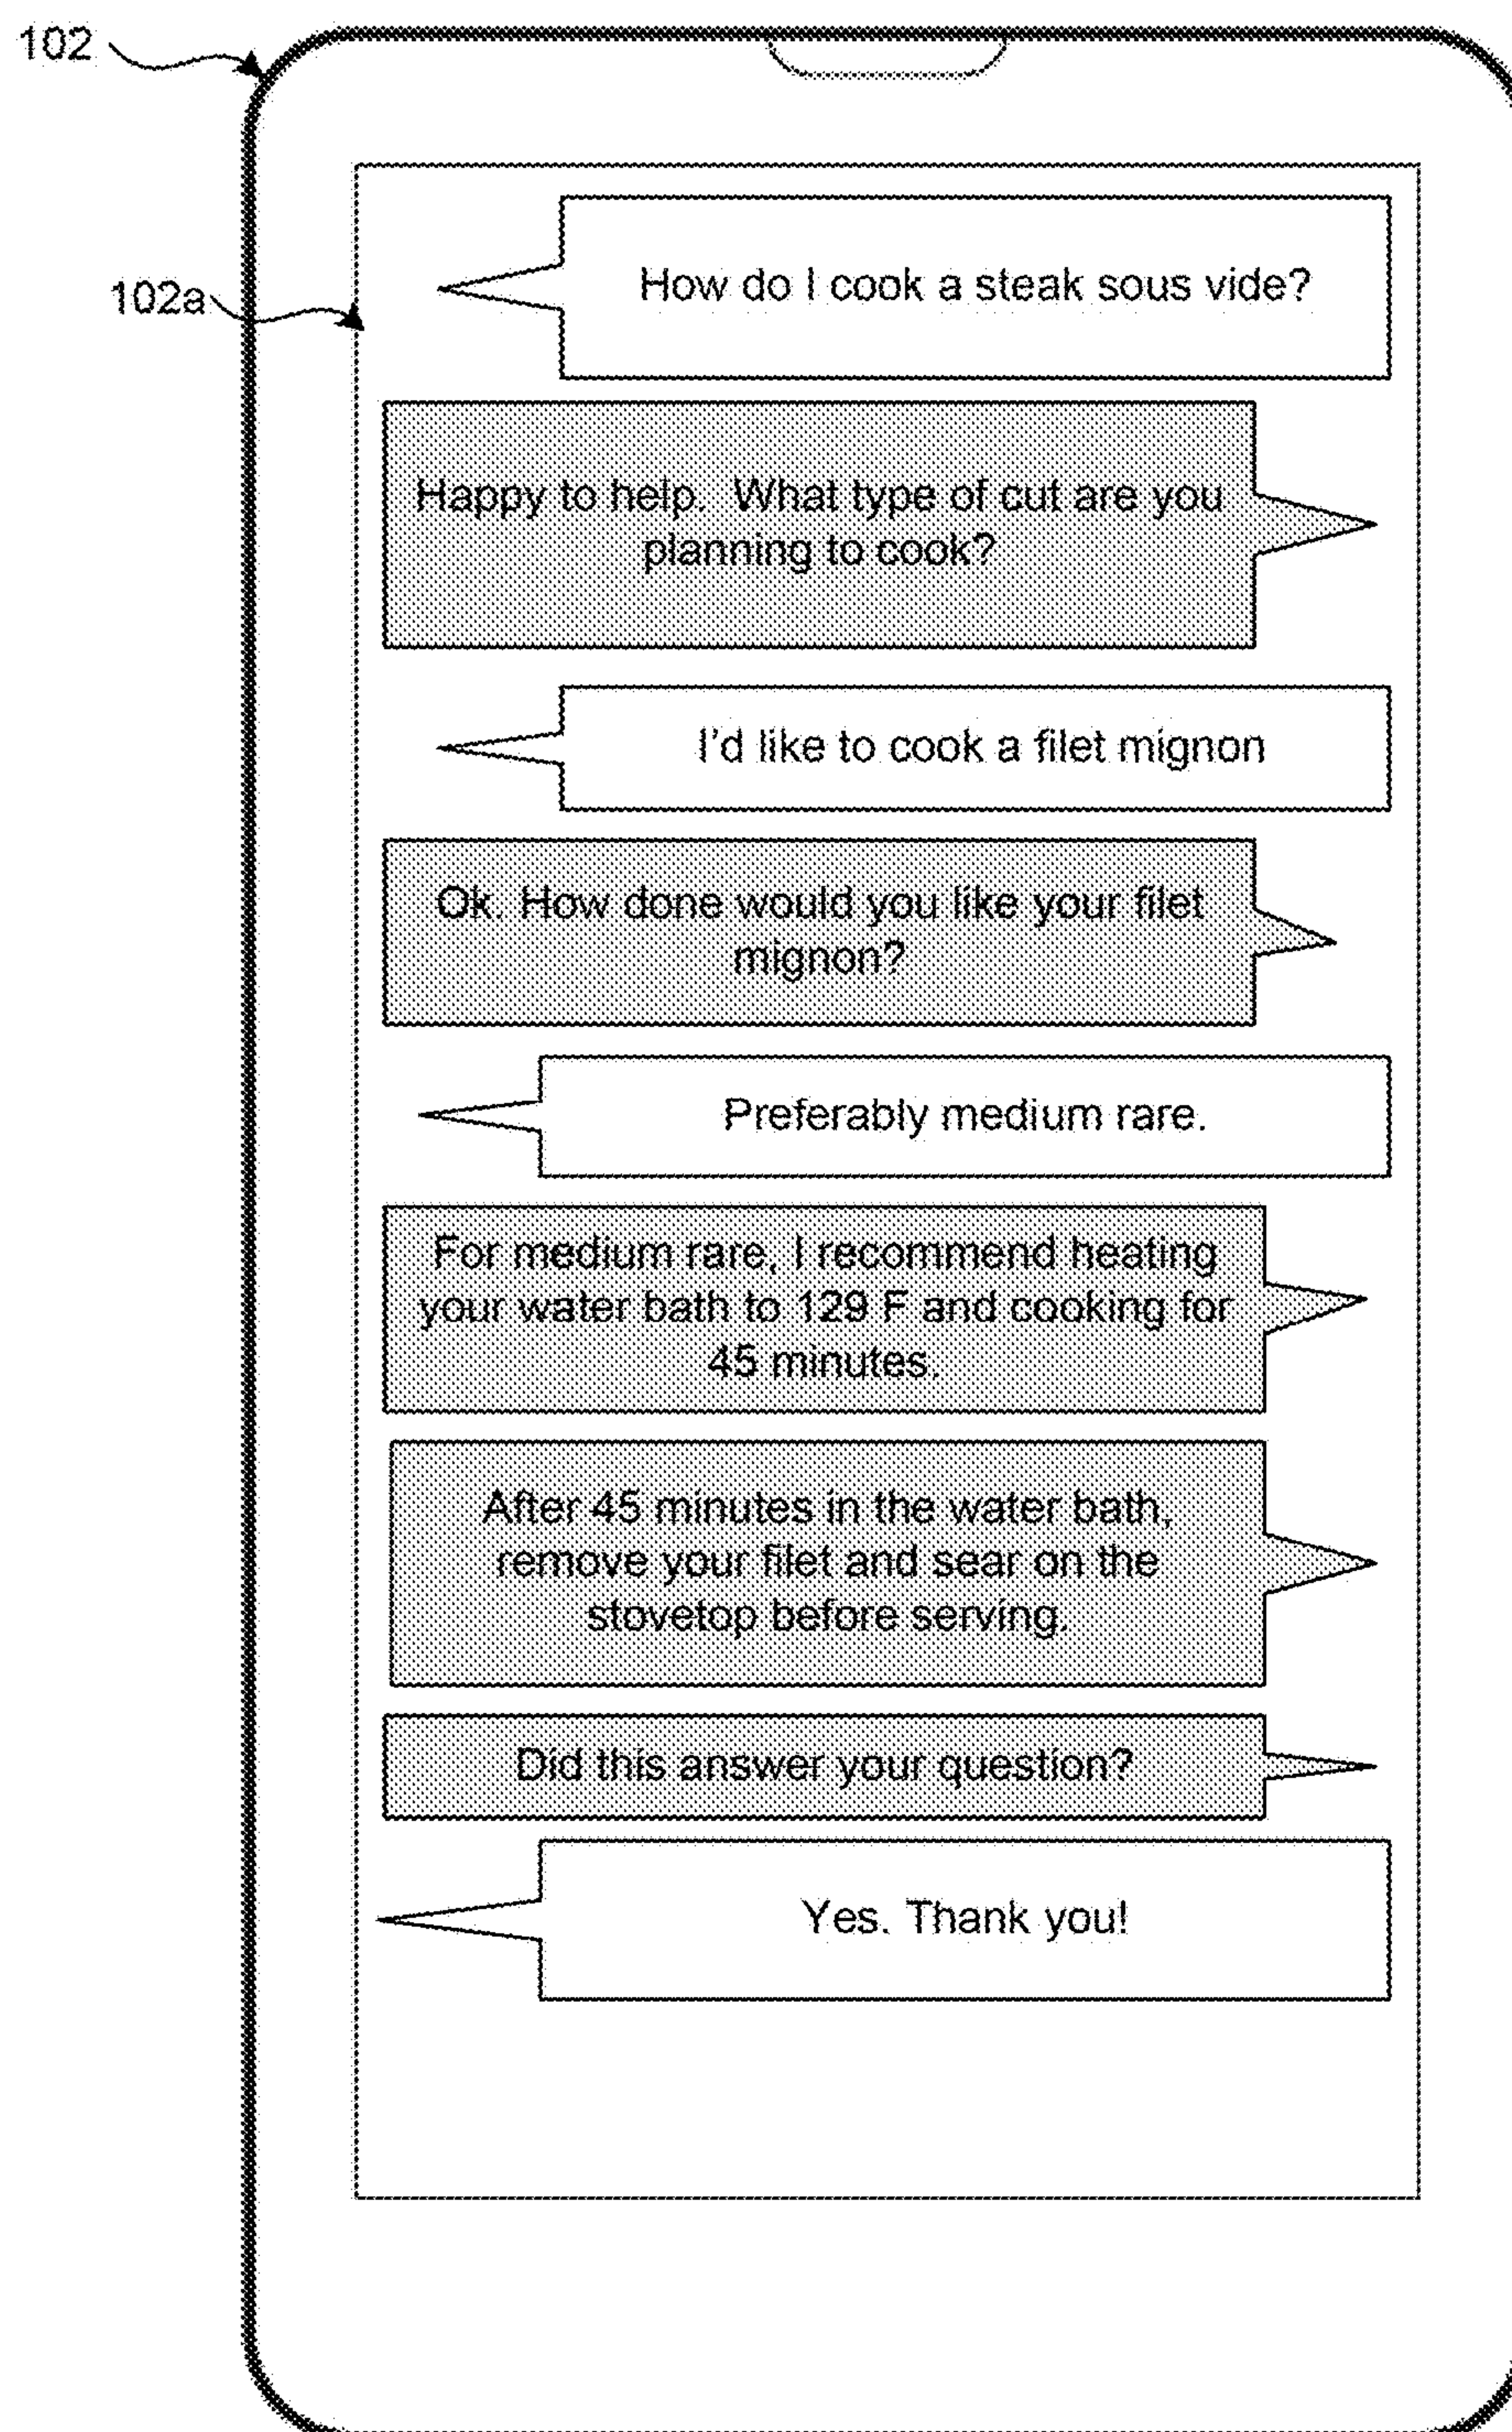 102
102a
How do I cook a steak sous vide?
Happy to help. What type of cut are you
planning to cook?
I'd like to cook a filet mignon
Ok. How done would you like your filet
mignon?
Preferably medium rare.
For medium rare, I recommend heating
your water bath to 129 F and cooking for
45 minutes.
After 45 minutes in the water bath,
remove your filet and sear on the
stovetop before serving.
Did this answer your question?
Yes. Thank you!